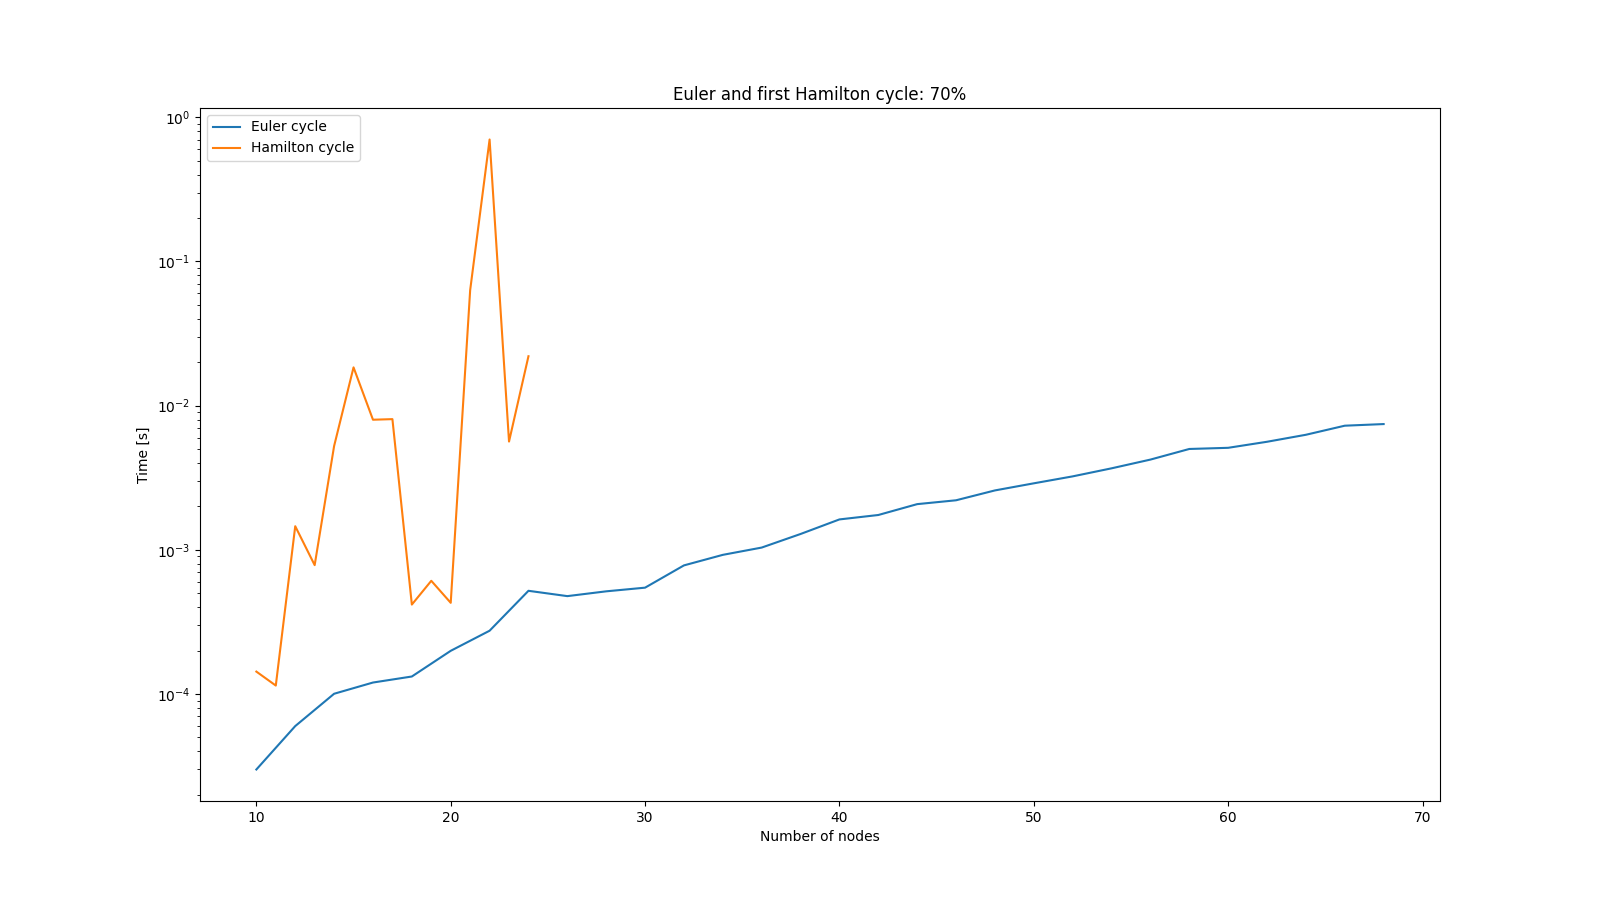 Euler and first Hamilton cycle: 70%
Euler cycle
Hamilton cycle
10⁰
10⁻¹
10⁻²
10⁻³
10⁻⁴
Time [s]
10 20 30 40 50 60 70
Number of nodes